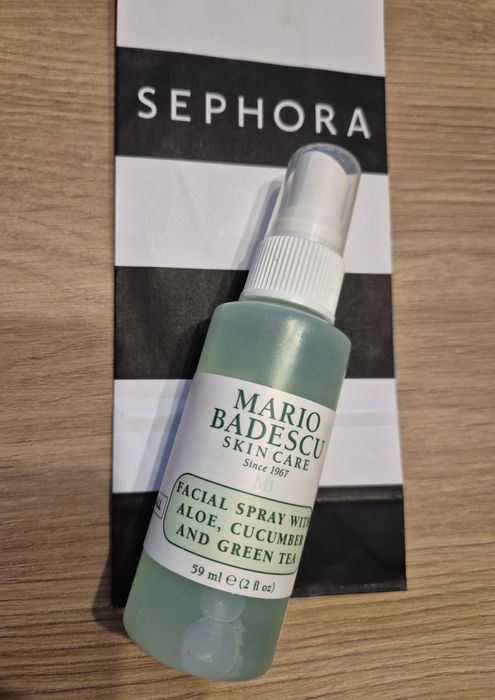 SEPHORA
MARIO
BADESCU
SKIN CARE
Since 1967
MB
FACIAL SPRAY WITH
ALOE, CUCUMBER
AND GREEN TEA
59 ml ℮ (2 fl oz)